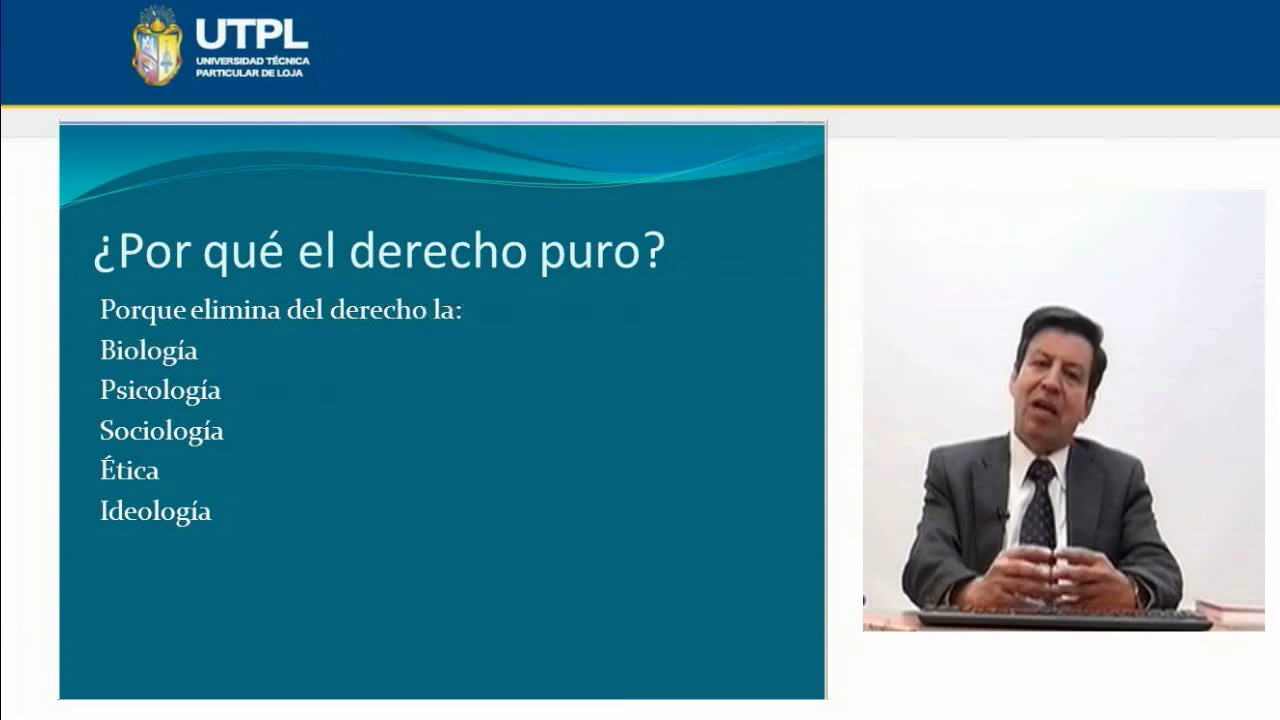 UTPL
UNIVERSIDAD TÉCNICA
PARTICULAR DE LOJA
¿Por qué el derecho puro?
Porque elimina del derecho la:
Biología
Psicología
Sociología
Ética
Ideología